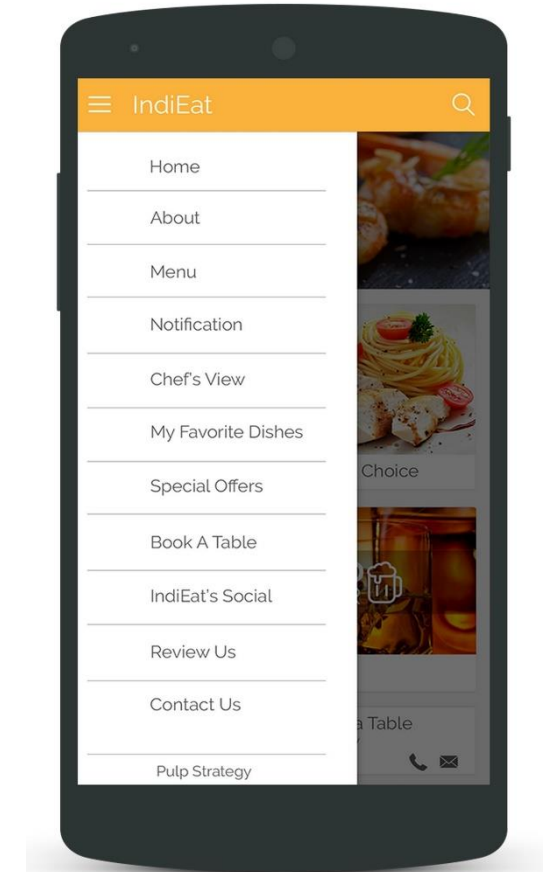 IndiEat
Home
About
Menu
Notification
Chef's View
My Favorite Dishes
Special Offers
Book A Table
IndiEat's Social
Review Us
Contact Us
Pulp Strategy
Choice
a Table